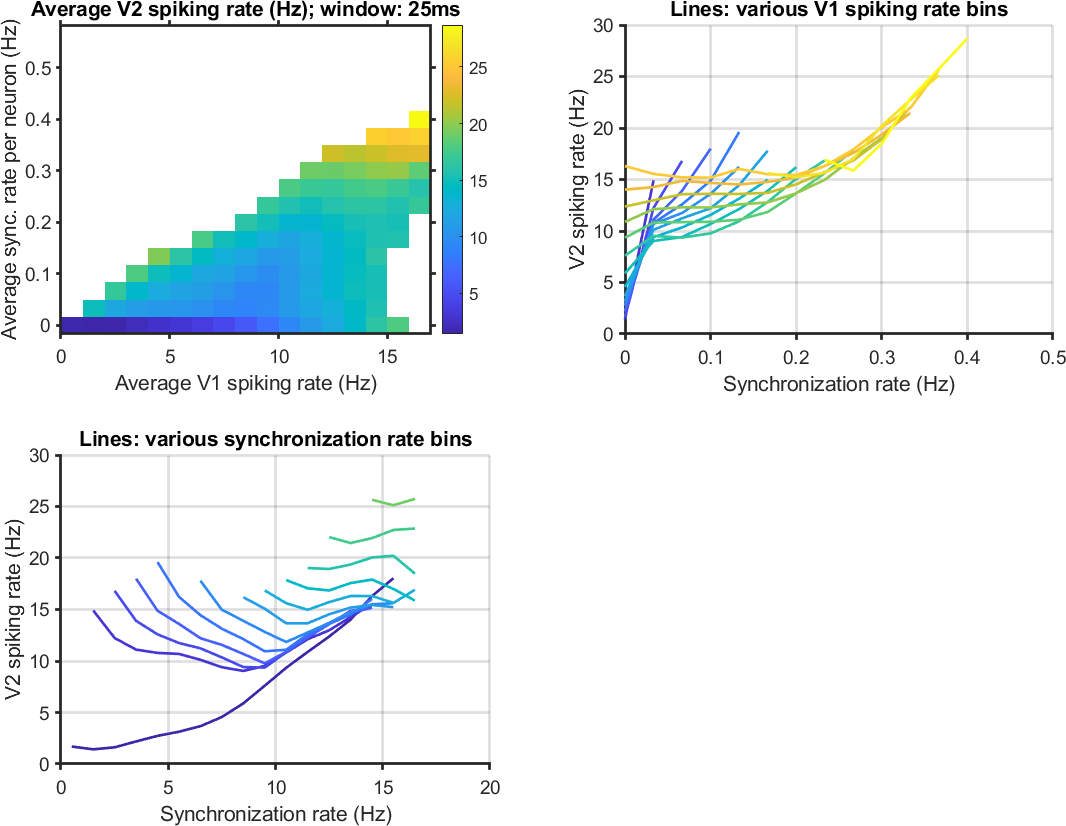 Average V2 spiking rate (Hz); window: 25ms
Average sync. rate per neuron (Hz)
0.5
0.4
0.3
0.2
0.1
0
0 5 10 15
Average V1 spiking rate (Hz)
25
20
15
10
5
Lines: various V1 spiking rate bins
V2 spiking rate (Hz)
30
25
20
15
10
5
0
0 0.1 0.2 0.3 0.4 0.5
Synchronization rate (Hz)
Lines: various synchronization rate bins
V2 spiking rate (Hz)
30
25
20
15
10
5
0
0 5 10 15 20
Synchronization rate (Hz)